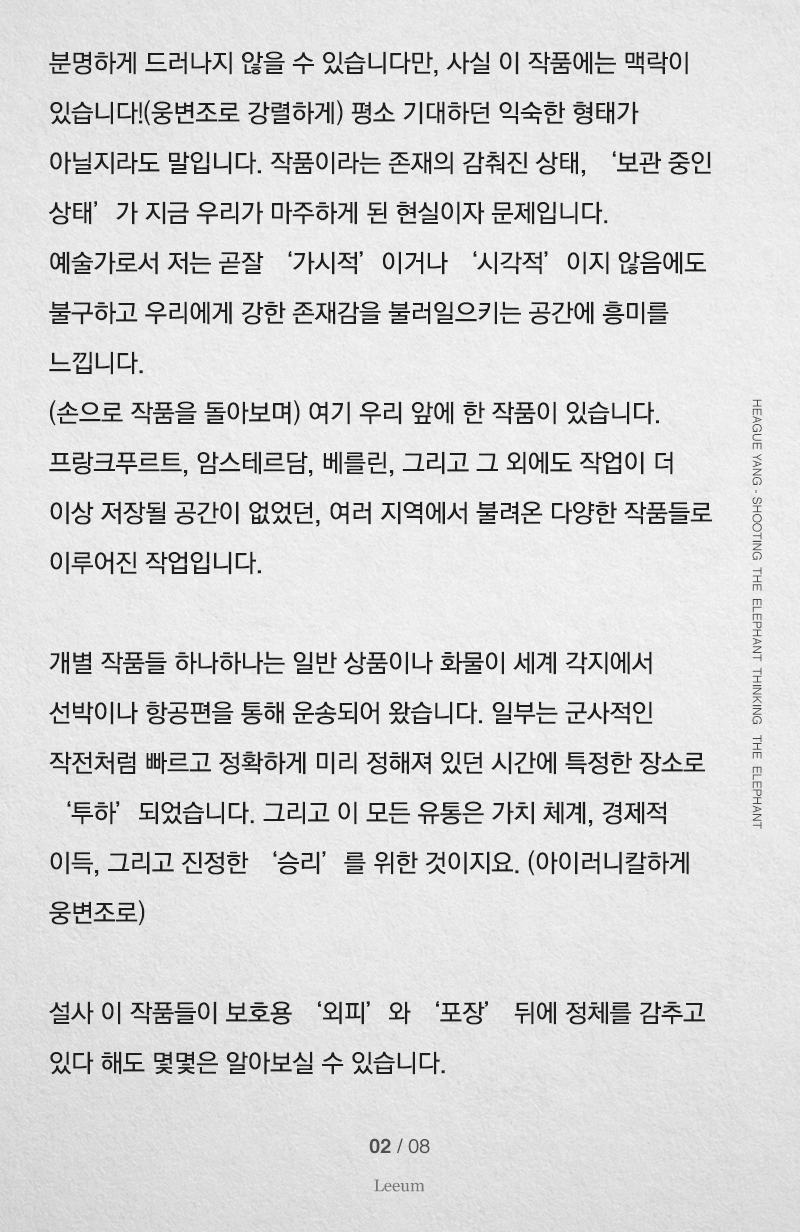 분명하게 드러나지 않을 수 있습니다만, 사실 이 작품에는 맥락이
있습니다!(웅변조로 강렬하게) 평소 기대하던 익숙한 형태가
아닐지라도 말입니다. 작품이라는 존재의 감춰진 상태, ‘보관 중인
상태’가 지금 우리가 마주하게 된 현실이자 문제입니다.
예술가로서 저는 곧잘 ‘가시적’이거나 ‘시각적’이지 않음에도
불구하고 우리에게 강한 존재감을 불러일으키는 공간에 흥미를
느낍니다.
(손으로 작품을 돌아보며) 여기 우리 앞에 한 작품이 있습니다.
프랑크푸르트, 암스테르담, 베를린, 그리고 그 외에도 작업이 더
이상 저장될 공간이 없었던, 여러 지역에서 불려온 다양한 작품들로
이루어진 작업입니다.
개별 작품들 하나하나는 일반 상품이나 화물이 세계 각지에서
선박이나 항공편을 통해 운송되어 왔습니다. 일부는 군사적인
작전처럼 빠르고 정확하게 미리 정해져 있던 시간에 특정한 장소로
‘투하’되었습니다. 그리고 이 모든 유통은 가치 체계, 경제적
이득, 그리고 진정한 ‘승리’를 위한 것이지요. (아이러니칼하게
웅변조로)
설사 이 작품들이 보호용 ‘외피’와 ‘포장’ 뒤에 정체를 감추고
있다 해도 몇몇은 알아보실 수 있습니다.
HEAGUE YANG - SHOOTING THE ELEPHANT THINKING THE ELEPHANT
02 / 08
Leeum